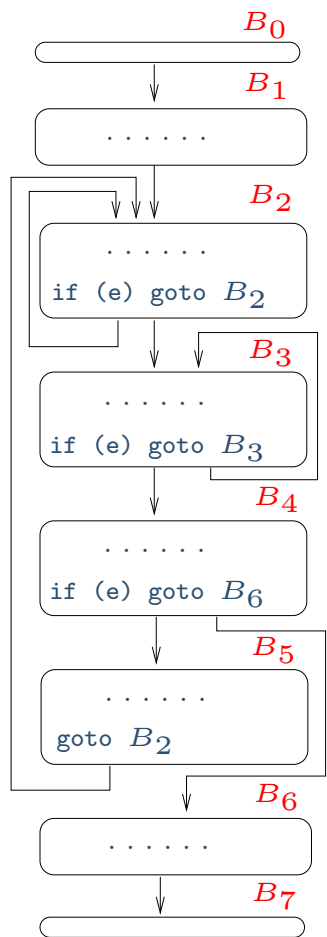 B0
B1
. . . . . .
B2
. . . . . .
if (e) goto B2
B3
. . . . . .
if (e) goto B3
B4
. . . . . .
if (e) goto B6
B5
. . . . . .
goto B2
B6
. . . . . .
B7